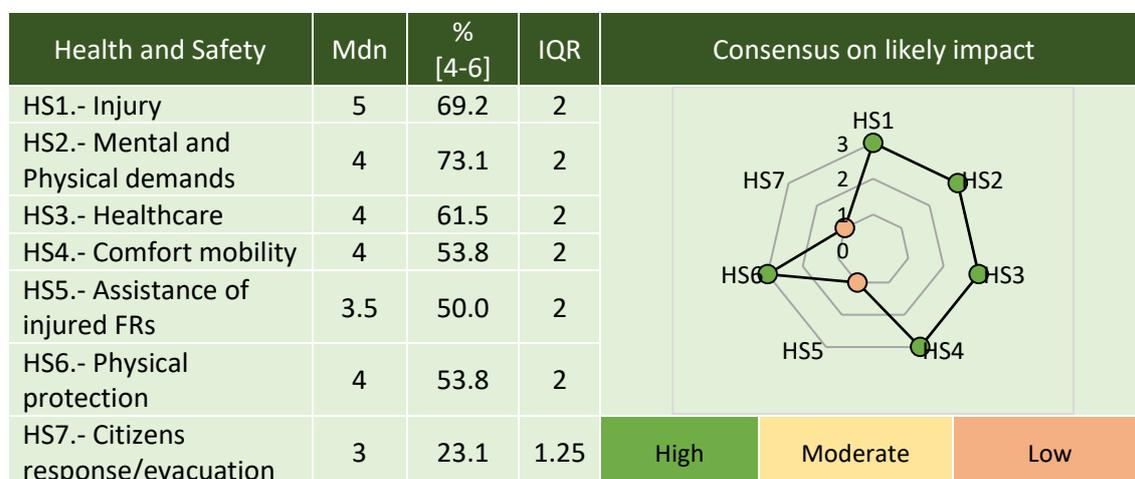 Health and Safety Mdn % [4-6] IQR Consensus on likely impact
HS1.- Injury 5 69.2 2
HS2.- Mental and
Physical demands 4 73.1 2
HS3.- Healthcare 4 61.5 2
HS4.- Comfort mobility 4 53.8 2
HS5.- Assistance of
injured FRs 3.5 50.0 2
HS6.- Physical
protection 4 53.8 2
HS7.- Citizens
response/evacuation 3 23.1 1.25
HS1
3
HS7 2 HS2
1
0
HS6 HS3
HS5 HS4
High Moderate Low